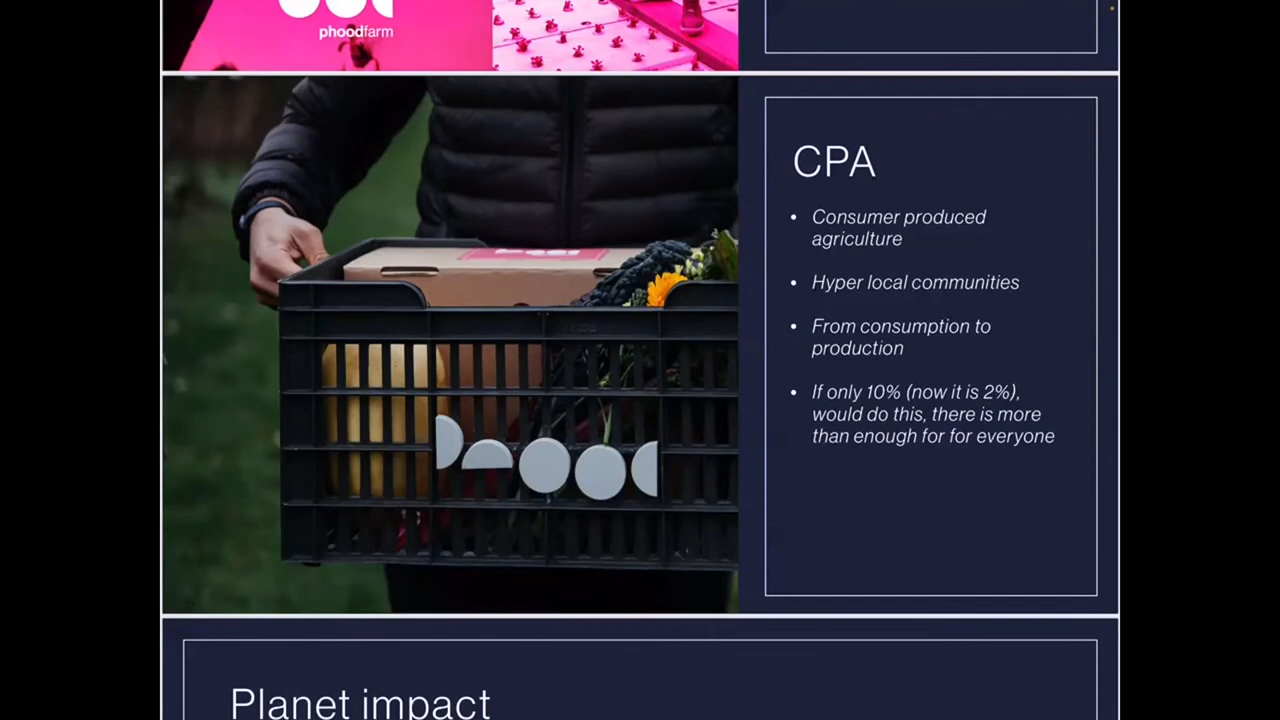 phoodfarm
CPA
• Consumer produced
agriculture
• Hyper local communities
• From consumption to
production
• If only 10% (now it is 2%),
would do this, there is more
than enough for for everyone
Planet impact